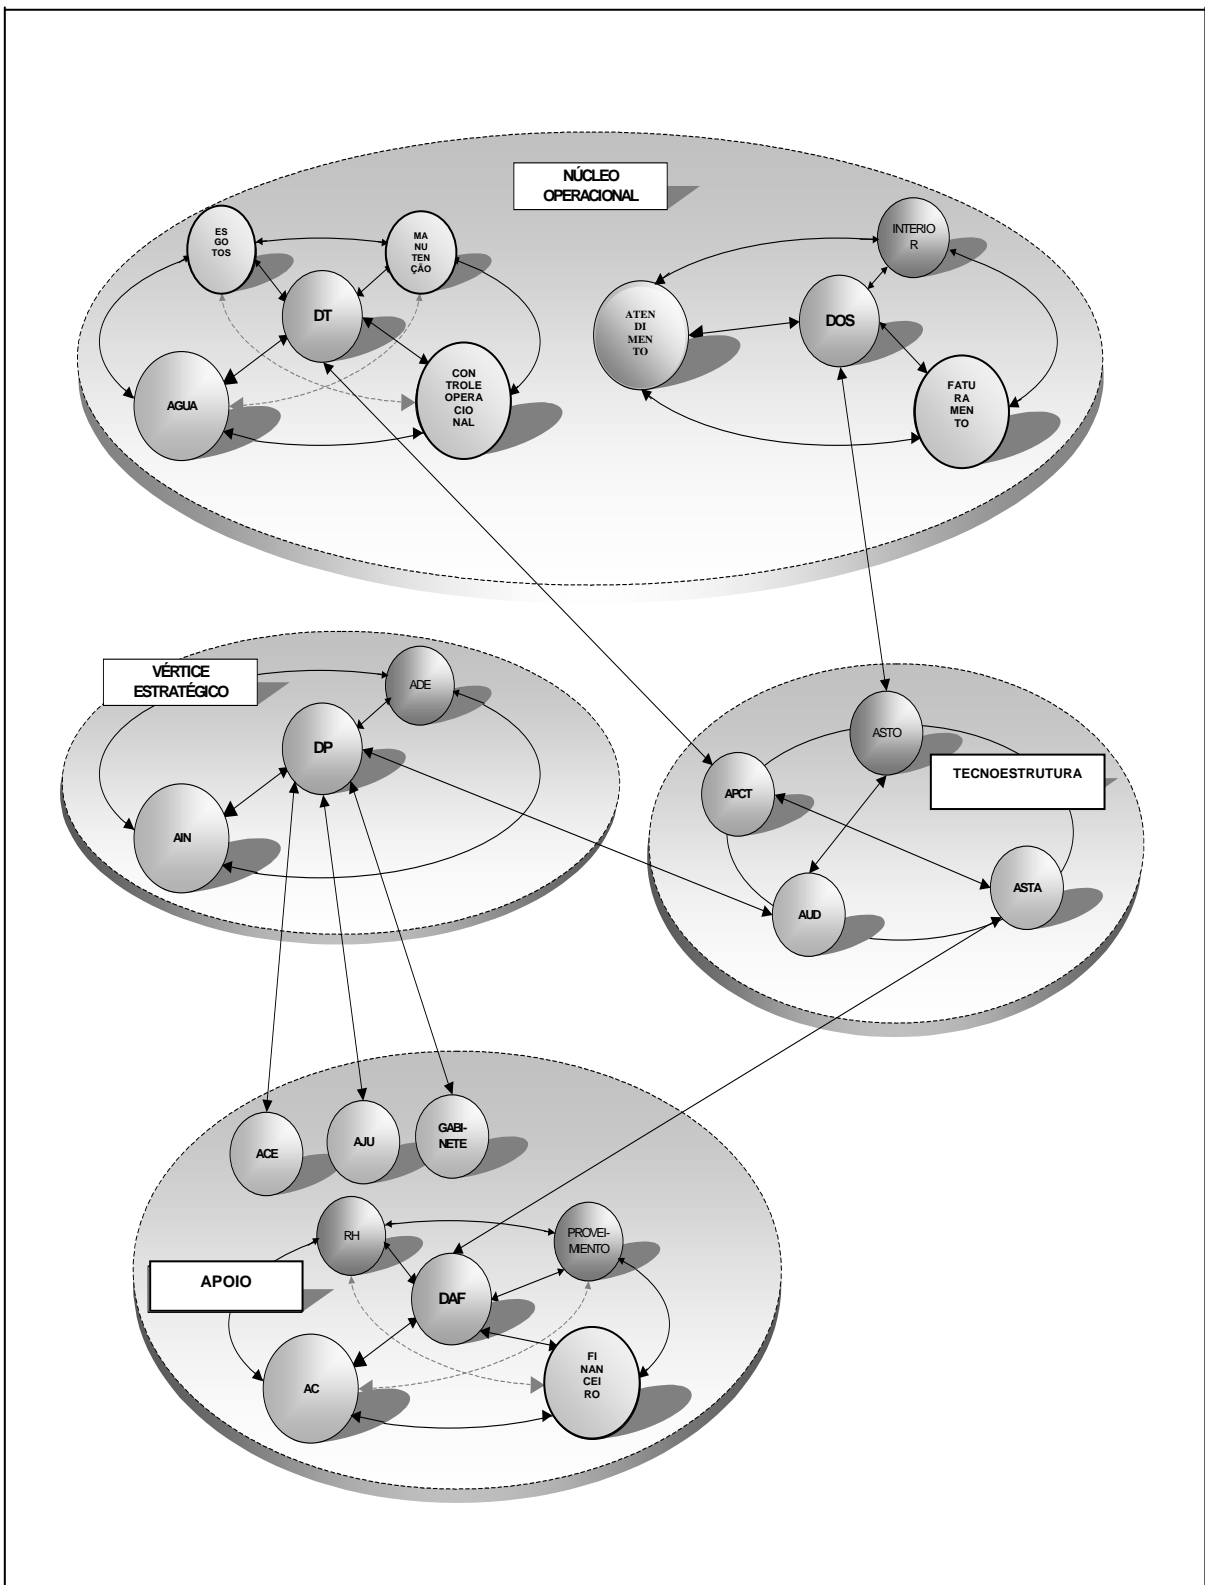 NÚCLEO
OPERACIONAL
ES
GO
TOS
MA
NU
TEN
ÇÃO
DT
AGUA
CON
TROLE
OPERA
CIO
NAL
INTERIO
R
ATEN
DI
MEN
TO
DOS
FATU
RA
MEN
TO
VÉRTICE
ESTRATÉGICO
ADE
DP
AIN
ASTO
TECNOESTRUTURA
APCT
ASTA
AUD
ACE
AJU
GABI-
NETE
RH
PROVEI-
MIENTO
APOIO
DAF
AC
FI
NAN
CEI
RO